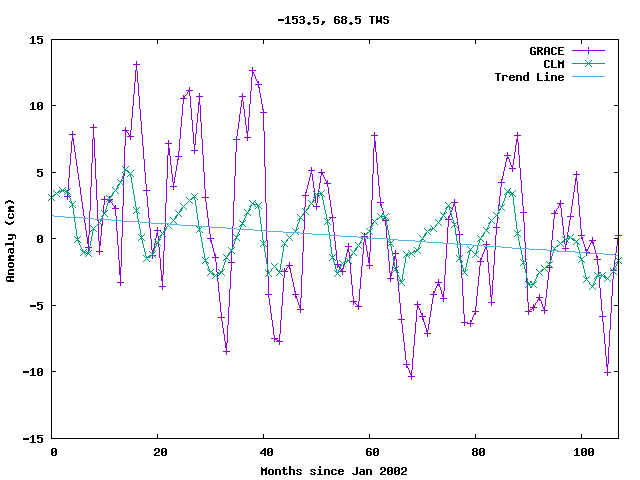 -153.5, 68.5 TWS
GRACE
CLM
Trend Line
15
10
5
0
-5
-10
-15
Anomaly (cm)
0 20 40 60 80 100
Months since Jan 2002